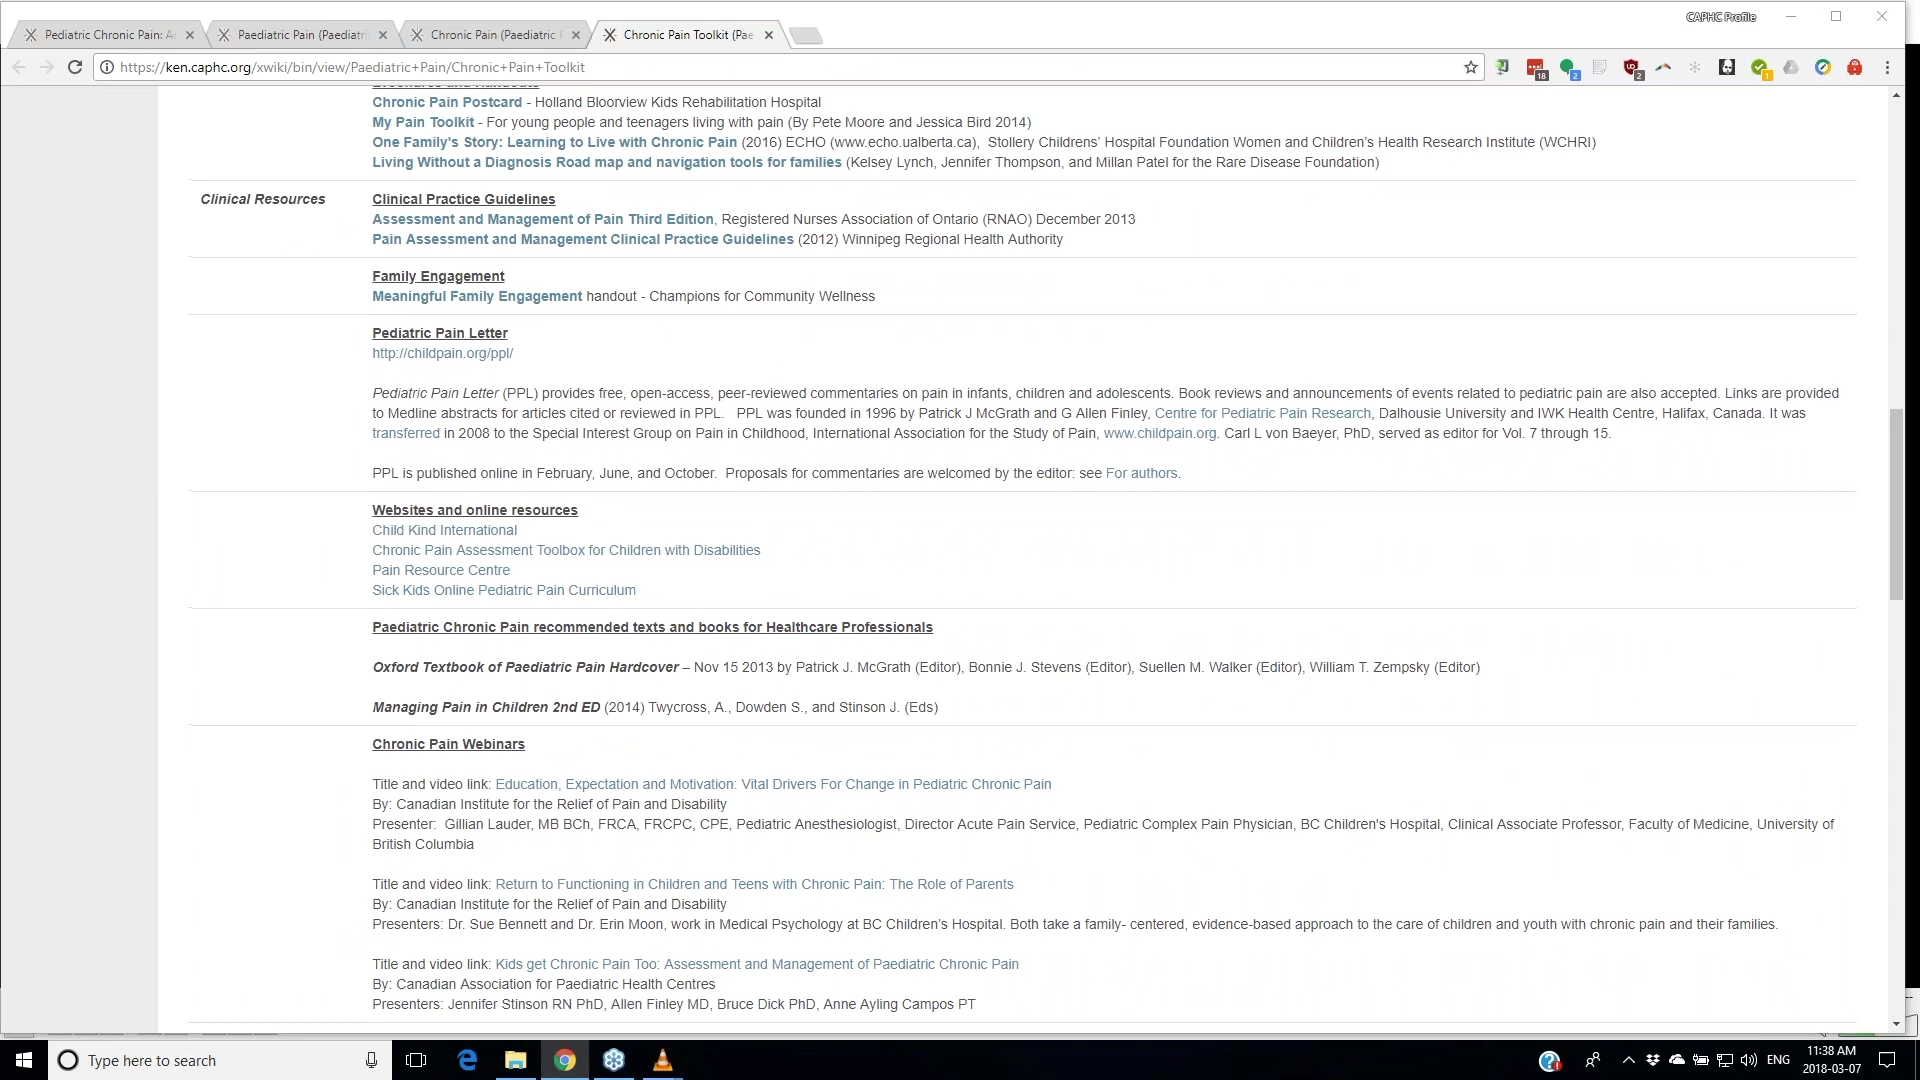 CAPHC Profile
Pediatric Chronic Pain: A
Paediatric Pain (Paediatri
Chronic Pain (Paediatric P
Chronic Pain Toolkit (Pae
https://ken.caphc.org/xwiki/bin/view/Paediatric+Pain/Chronic+Pain+Toolkit
18
2
2
1
Brochures and Handouts
Chronic Pain Postcard - Holland Bloorview Kids Rehabilitation Hospital
My Pain Toolkit - For young people and teenagers living with pain (By Pete Moore and Jessica Bird 2014)
One Family's Story: Learning to Live with Chronic Pain (2016) ECHO (www.echo.ualberta.ca), Stollery Childrens' Hospital Foundation Women and Children's Health Research Institute (WCHRI)
Living Without a Diagnosis Road map and navigation tools for families (Kelsey Lynch, Jennifer Thompson, and Millan Patel for the Rare Disease Foundation)
Clinical Resources
Clinical Practice Guidelines
Assessment and Management of Pain Third Edition, Registered Nurses Association of Ontario (RNAO) December 2013
Pain Assessment and Management Clinical Practice Guidelines (2012) Winnipeg Regional Health Authority
Family Engagement
Meaningful Family Engagement handout - Champions for Community Wellness
Pediatric Pain Letter
http://childpain.org/ppl/
Pediatric Pain Letter (PPL) provides free, open-access, peer-reviewed commentaries on pain in infants, children and adolescents. Book reviews and announcements of events related to pediatric pain are also accepted. Links are provided
to Medline abstracts for articles cited or reviewed in PPL. PPL was founded in 1996 by Patrick J McGrath and G Allen Finley, Centre for Pediatric Pain Research, Dalhousie University and IWK Health Centre, Halifax, Canada. It was
transferred in 2008 to the Special Interest Group on Pain in Childhood, International Association for the Study of Pain, www.childpain.org. Carl L von Baeyer, PhD, served as editor for Vol. 7 through 15.
PPL is published online in February, June, and October. Proposals for commentaries are welcomed by the editor: see For authors.
Websites and online resources
Child Kind International
Chronic Pain Assessment Toolbox for Children with Disabilities
Pain Resource Centre
Sick Kids Online Pediatric Pain Curriculum
Paediatric Chronic Pain recommended texts and books for Healthcare Professionals
Oxford Textbook of Paediatric Pain Hardcover – Nov 15 2013 by Patrick J. McGrath (Editor), Bonnie J. Stevens (Editor), Suellen M. Walker (Editor), William T. Zempsky (Editor)
Managing Pain in Children 2nd ED (2014) Twycross, A., Dowden S., and Stinson J. (Eds)
Chronic Pain Webinars
Title and video link: Education, Expectation and Motivation: Vital Drivers For Change in Pediatric Chronic Pain
By: Canadian Institute for the Relief of Pain and Disability
Presenter: Gillian Lauder, MB BCh, FRCA, FRCPC, CPE, Pediatric Anesthesiologist, Director Acute Pain Service, Pediatric Complex Pain Physician, BC Children's Hospital, Clinical Associate Professor, Faculty of Medicine, University of
British Columbia
Title and video link: Return to Functioning in Children and Teens with Chronic Pain: The Role of Parents
By: Canadian Institute for the Relief of Pain and Disability
Presenters: Dr. Sue Bennett and Dr. Erin Moon, work in Medical Psychology at BC Children's Hospital. Both take a family- centered, evidence-based approach to the care of children and youth with chronic pain and their families.
Title and video link: Kids get Chronic Pain Too: Assessment and Management of Paediatric Chronic Pain
By: Canadian Association for Paediatric Health Centres
Presenters: Jennifer Stinson RN PhD, Allen Finley MD, Bruce Dick PhD, Anne Ayling Campos PT
Type here to search
ENG
11:38 AM
2018-03-07